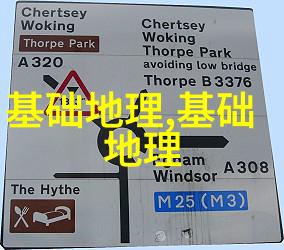 Chertsey
Woking
Thorpe Park
A320
Chertsey
Woking
Thorpe Park
avoiding low bridge
Thorpe B3376
基础地理,基础
地理
A308
Windsor
The Hythe
M25 (M3)